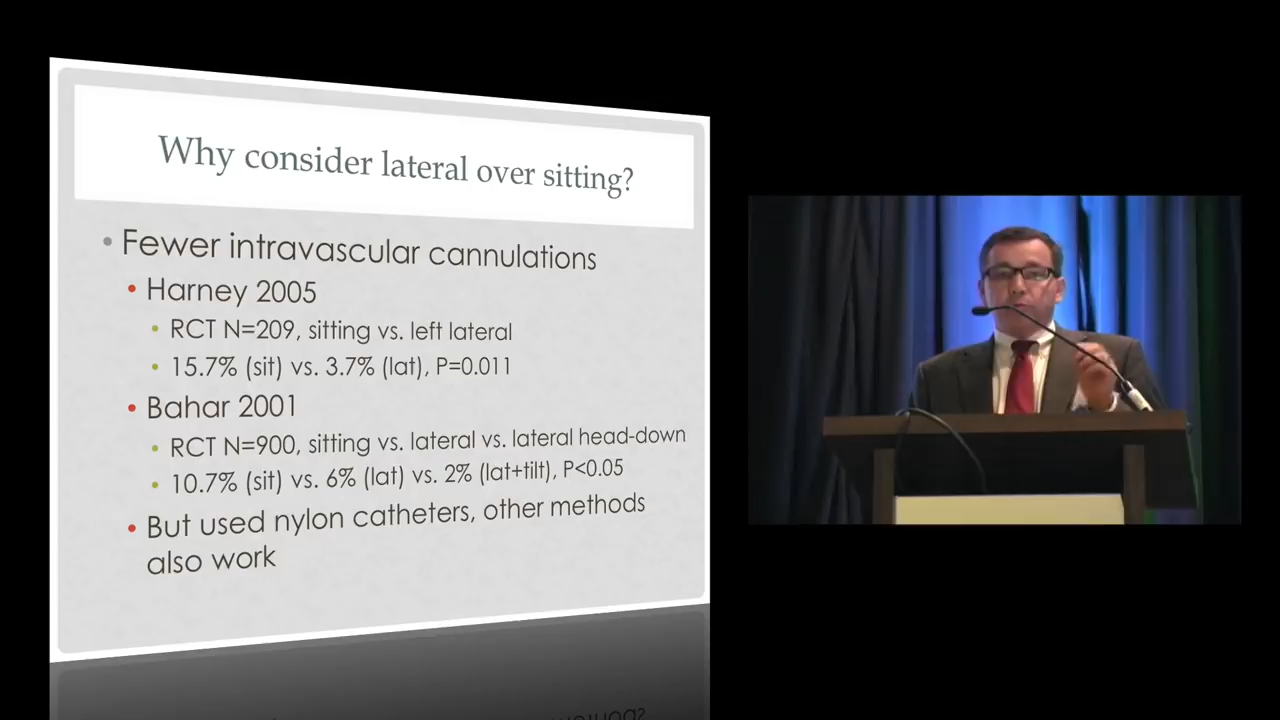 Why consider lateral over sitting?
• Fewer intravascular cannulations
• Harney 2005
• RCT N=209, sitting vs. left lateral
• 15.7% (sit) vs. 3.7% (lat), P=0.011
• Bahar 2001
• RCT N=900, sitting vs. lateral vs. lateral head-down
• 10.7% (sit) vs. 6% (lat) vs. 2% (lat+tilt), P<0.05
• But used nylon catheters, other methods
also work